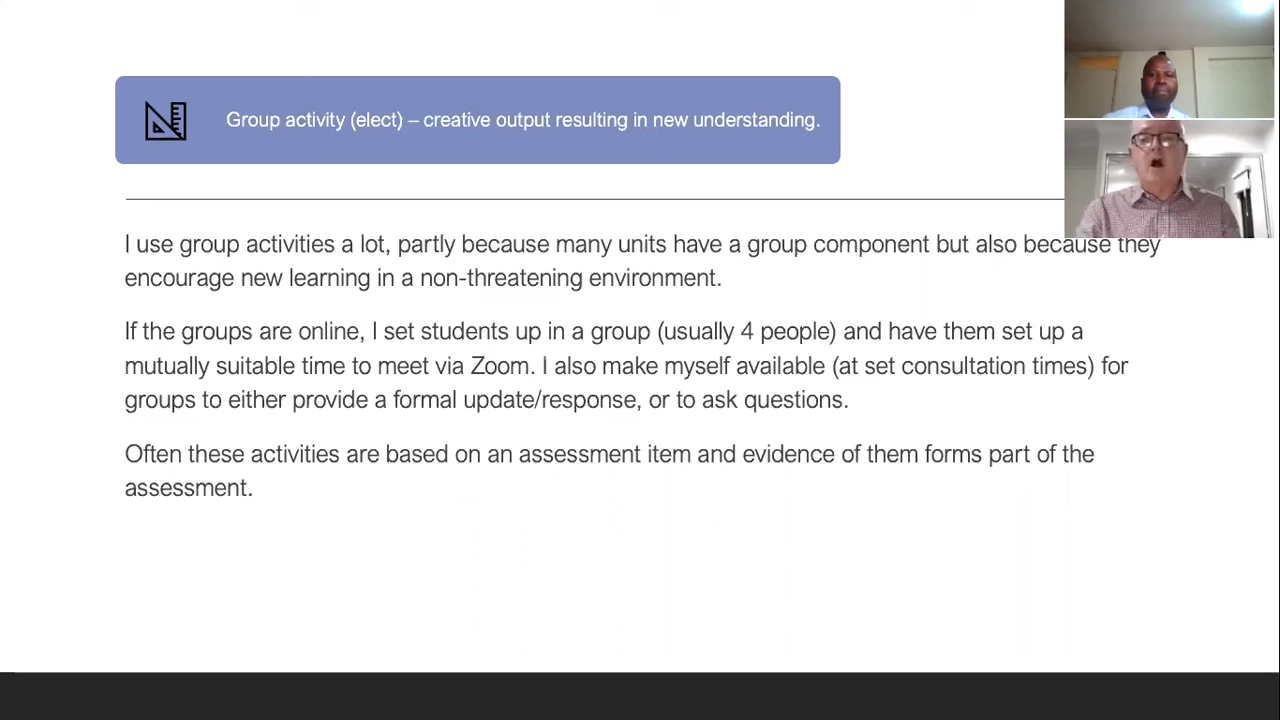 Group activity (elect) – creative output resulting in new understanding.
I use group activities a lot, partly because many units have a group component but also because they
encourage new learning in a non-threatening environment.
If the groups are online, I set students up in a group (usually 4 people) and have them set up a
mutually suitable time to meet via Zoom. I also make myself available (at set consultation times) for
groups to either provide a formal update/response, or to ask questions.
Often these activities are based on an assessment item and evidence of them forms part of the
assessment.